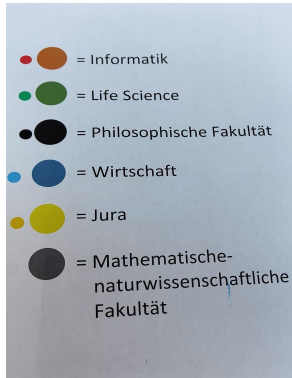 = Informatik
= Life Science
= Philosophische Fakultät
= Wirtschaft
= Jura
= Mathematische-
naturwissenschaftliche
Fakultät